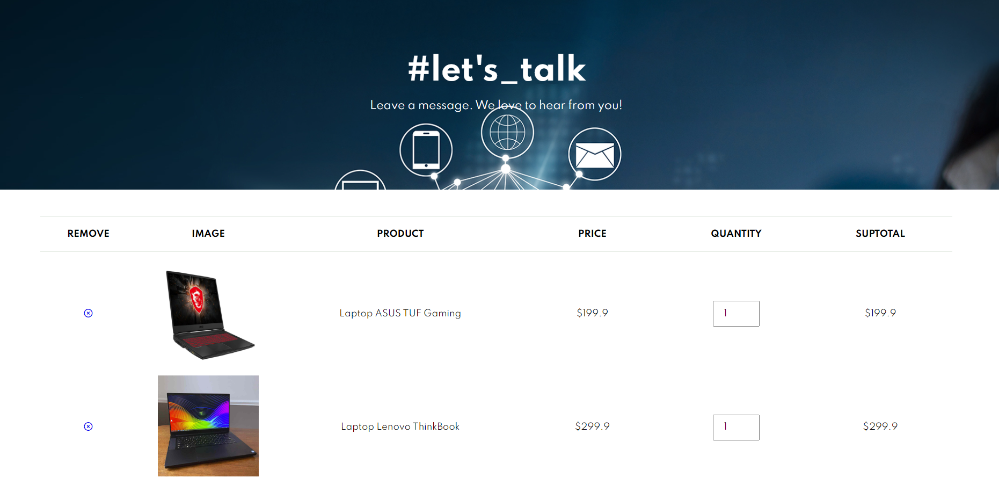 #let's_talk
Leave a message. We love to hear from you!
REMOVE IMAGE PRODUCT PRICE QUANTITY SUPTOTAL
Laptop ASUS TUF Gaming $199.9 1 $199.9
Laptop Lenovo ThinkBook $299.9 1 $299.9